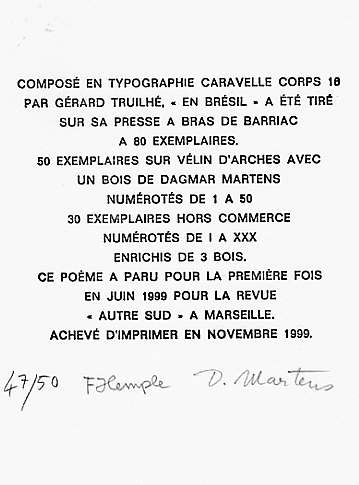 COMPOSÉ EN TYPOGRAPHIE CARAVELLE CORPS 16
PAR GÉRARD TRUILHÉ, « EN BRÉSIL » A ÉTÉ TIRÉ
SUR SA PRESSE A BRAS DE BARRIAC
A 80 EXEMPLAIRES.
50 EXEMPLAIRES SUR VÉLIN D'ARCHES AVEC
UN BOIS DE DAGMAR MARTENS
NUMÉROTÉS DE 1 A 50
30 EXEMPLAIRES HORS COMMERCE
NUMÉROTÉS DE I A XXX
ENRICHIS DE 3 BOIS.
CE POÈME A PARU POUR LA PREMIÈRE FOIS
EN JUIN 1999 POUR LA REVUE
« AUTRE SUD » A MARSEILLE.
ACHEVÉ D'IMPRIMER EN NOVEMBRE 1999.
47/50 FJTemple D. Martens